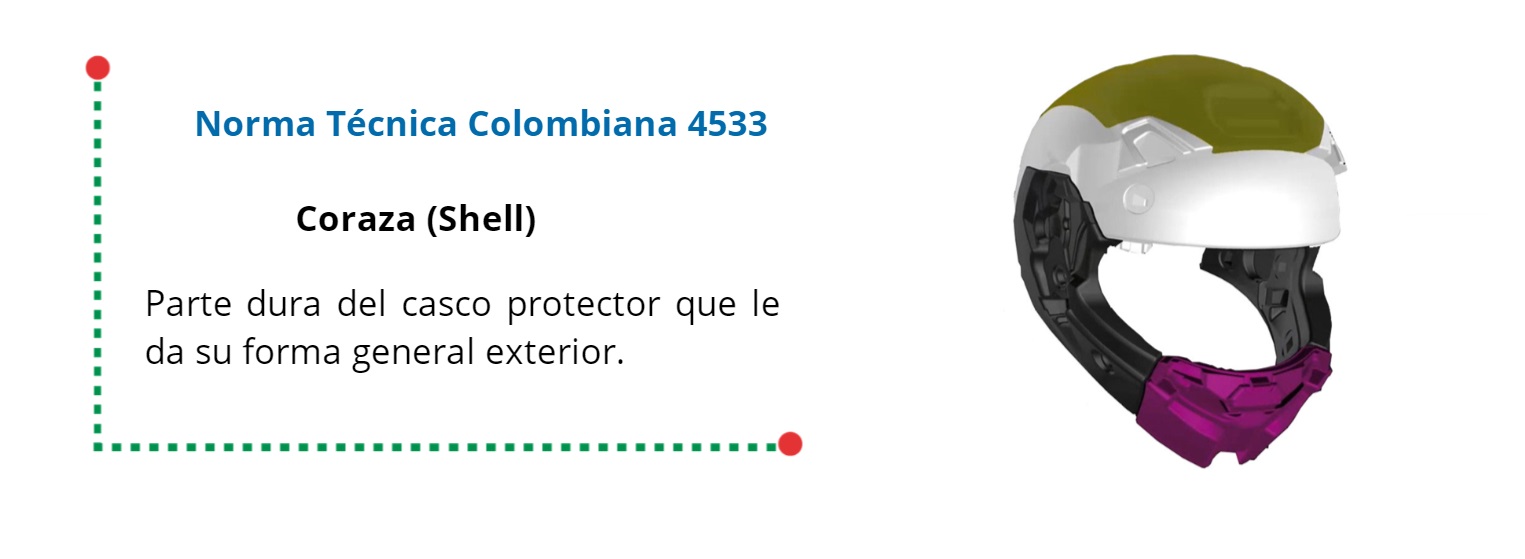 Norma Técnica Colombiana 4533
Coraza (Shell)
Parte dura del casco protector que le
da su forma general exterior.